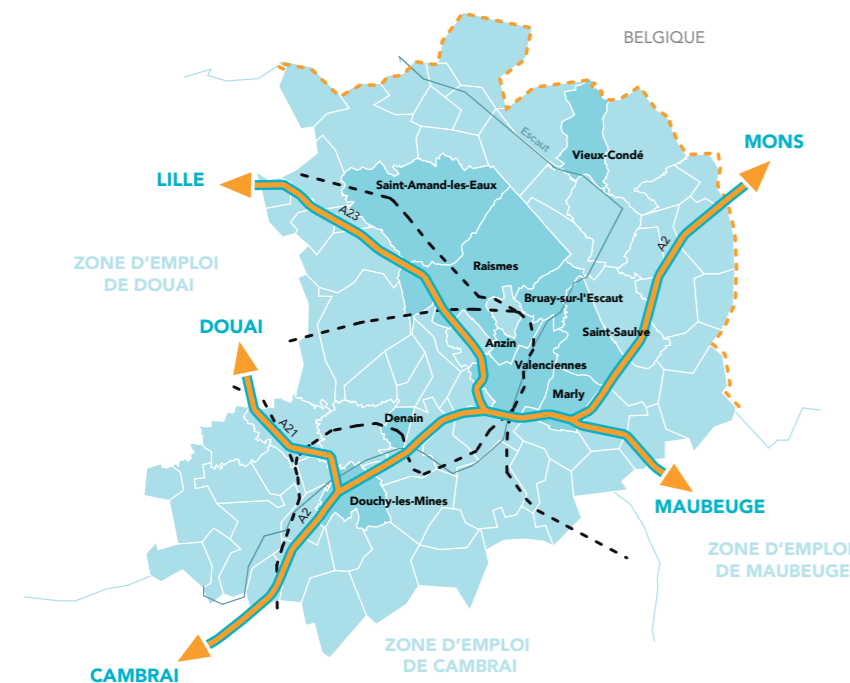 BELGIQUE
Escaut
MONS
Vieux-Condé
LILLE
Saint-Amand-les-Eaux
A23
A2
ZONE D'EMPLOI
DE DOUAI
Raismes
Bruay-sur-l'Escaut
DOUAI
Saint-Saulve
Anzin
Valenciennes
Marly
Denain
A21
Douchy-les-Mines
A2
MAUBEUGE
ZONE D'EMPLOI
DE MAUBEUGE
ZONE D'EMPLOI
DE CAMBRAI
CAMBRAI